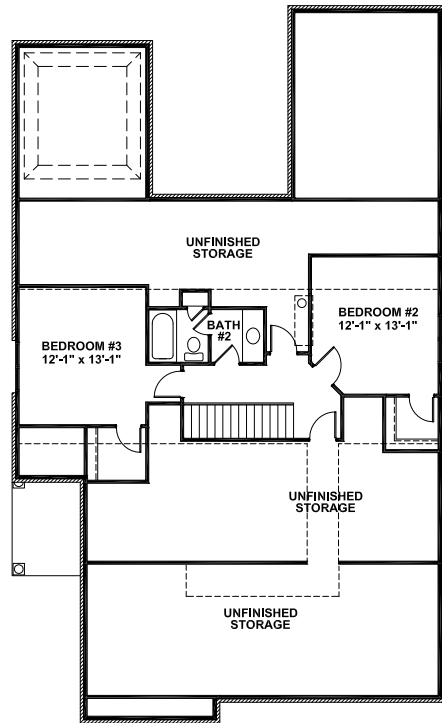 UNFINISHED
STORAGE
BEDROOM #2
12'-1" x 13'-1"
BATH
#2
BEDROOM #3
12'-1" x 13'-1"
UNFINISHED
STORAGE
UNFINISHED
STORAGE